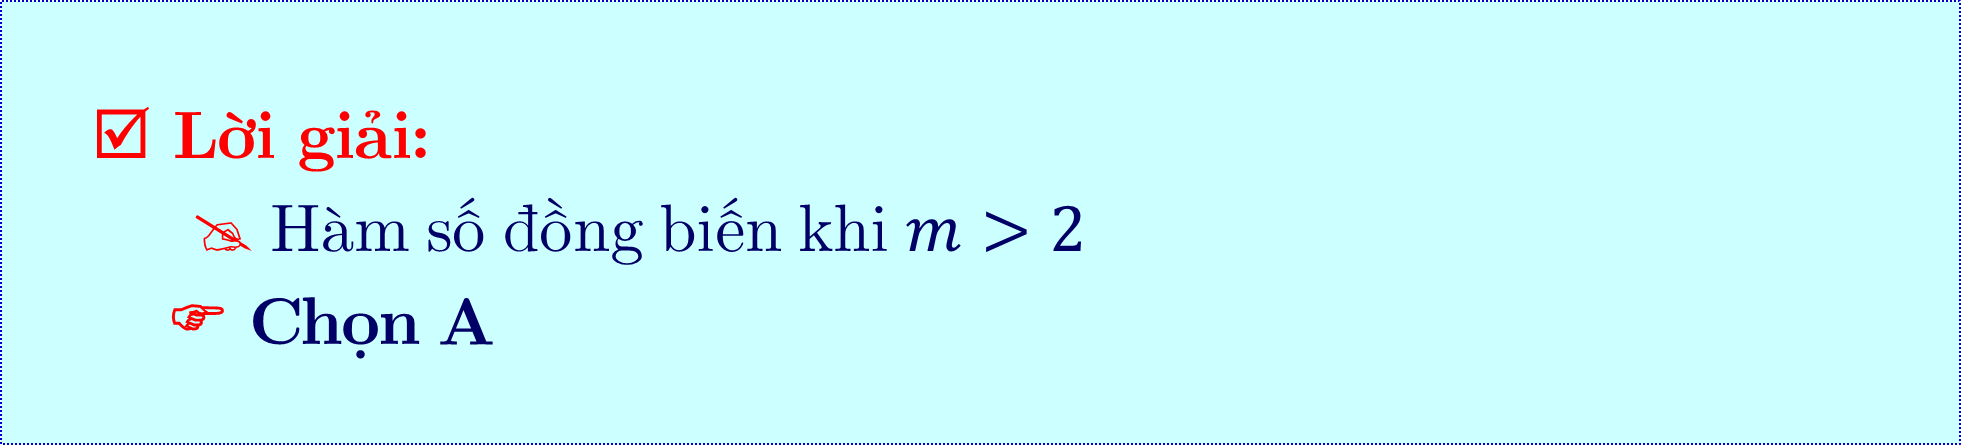 ☑ Lời giải:
✍ Hàm số đồng biến khi m > 2
☞ Chọn A